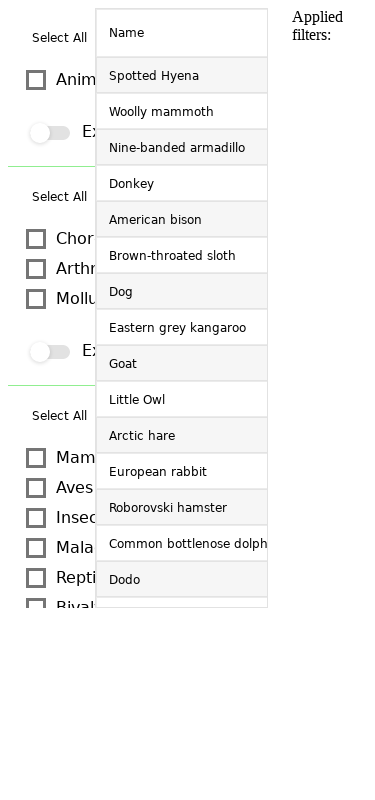 Select All
Anim
Ex
Select All
Chor
Arthr
Mollu
Ex
Select All
Mam
Aves
Insec
Mala
Repti
Bival
Name
Spotted Hyena
Woolly mammoth
Nine-banded armadillo
Donkey
American bison
Brown-throated sloth
Dog
Eastern grey kangaroo
Goat
Little Owl
Arctic hare
European rabbit
Roborovski hamster
Common bottlenose dolph
Dodo
Applied
filters: